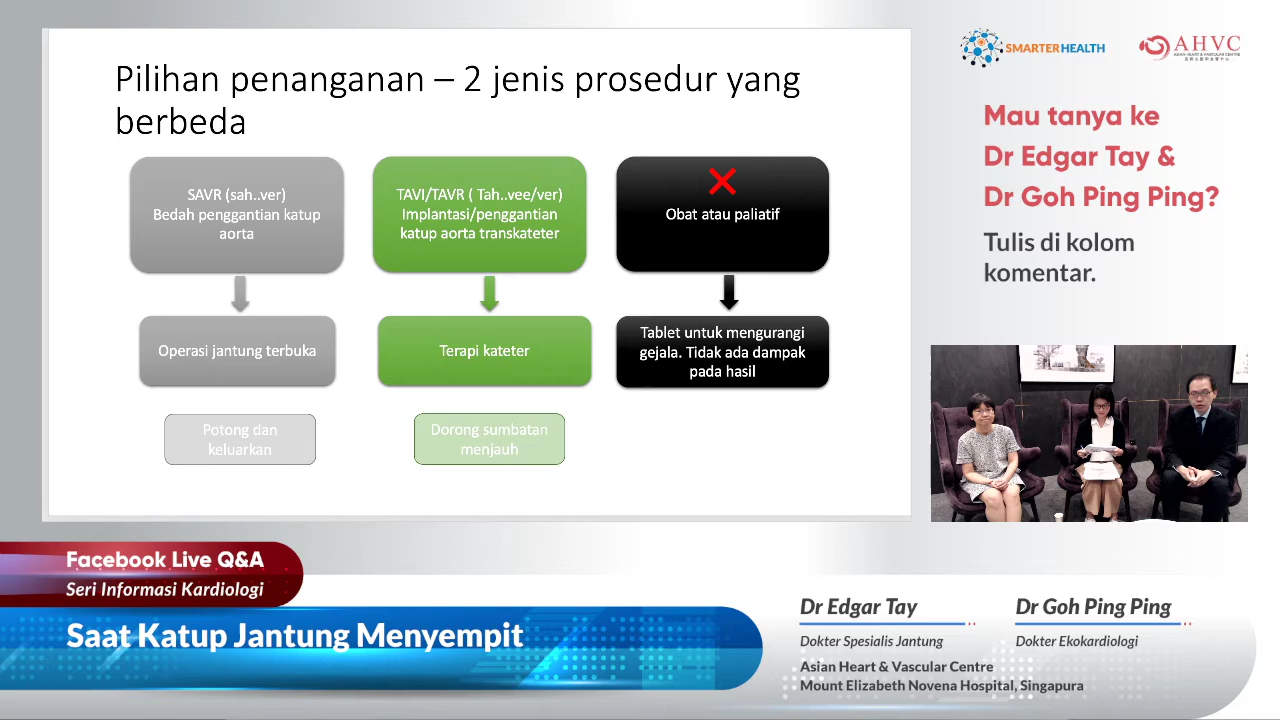 Pilihan penanganan – 2 jenis prosedur yang
berbeda
SAVR (sah..ver)
Bedah penggantian katup
aorta
TAVI/TAVR ( Tah..vee/ver)
Implantasi/penggantian
katup aorta transkateter
Obat atau paliatif
Operasi jantung terbuka
Terapi kateter
Tablet untuk mengurangi
gejala. Tidak ada dampak
pada hasil
Potong dan
keluarkan
Dorong sumbatan
menjauh
SMARTERHEALTH
AHVC
ASIAN HEART & VASCULAR CENTRE
Mau tanya ke
Dr Edgar Tay &
Dr Goh Ping Ping?
Tulis di kolom
komentar.
Facebook Live Q&A
Seri Informasi Kardiologi
Saat Katup Jantung Menyempit
Dr Edgar Tay
Dokter Spesialis Jantung
Dr Goh Ping Ping
Dokter Ekokardiologi
Asian Heart & Vascular Centre
Mount Elizabeth Novena Hospital, Singapura